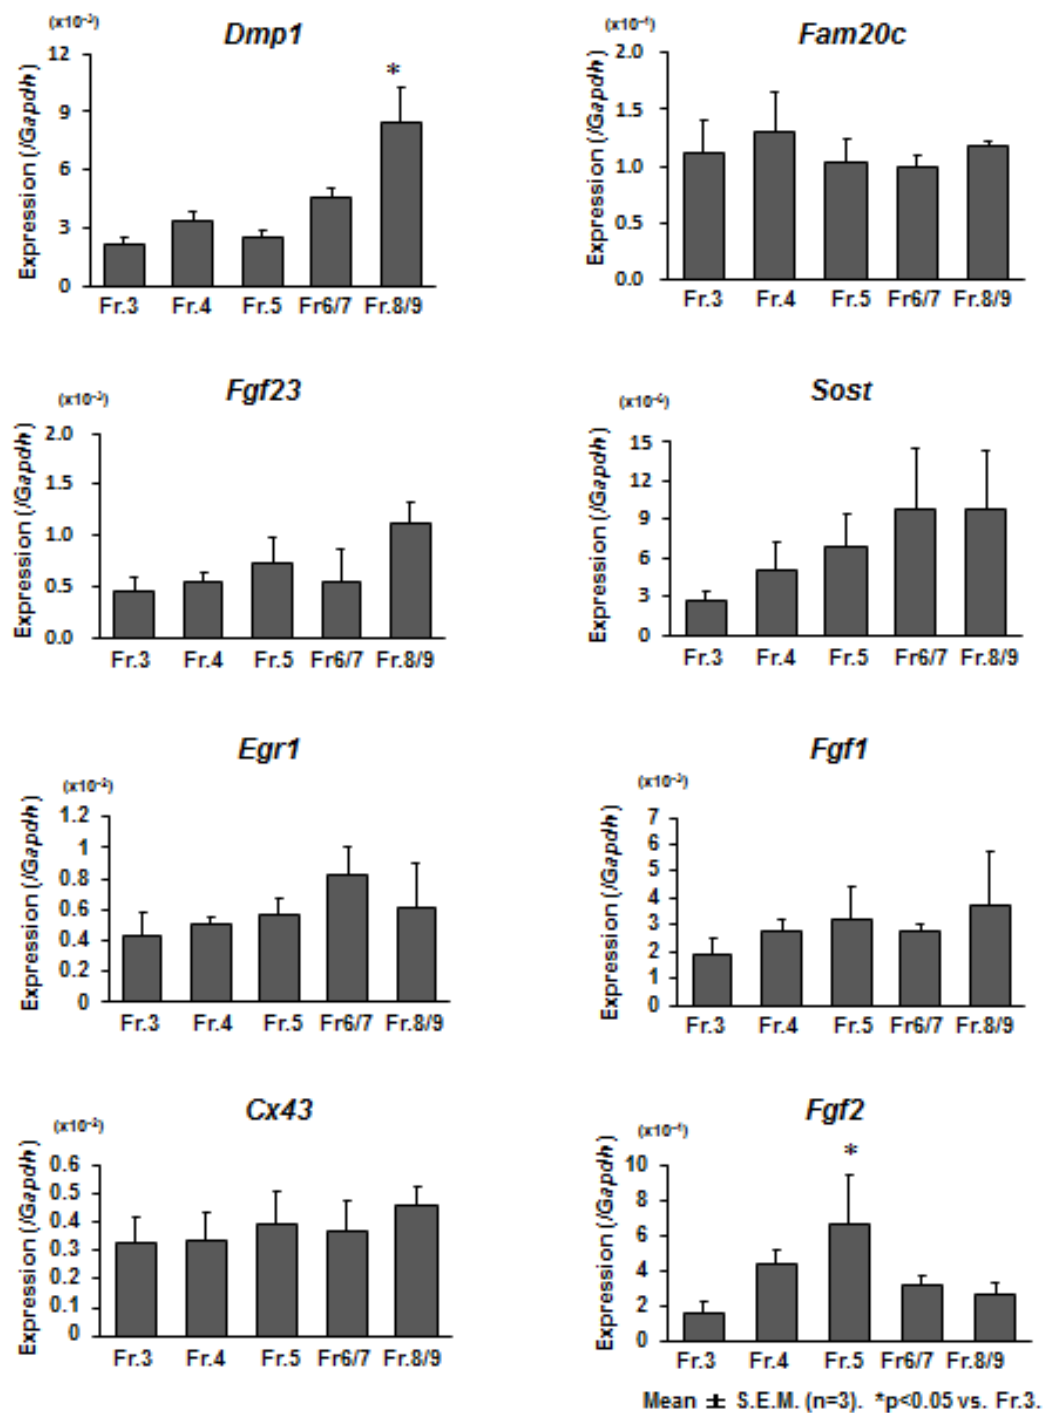 Dmp1
(x10⁻³)
Expression (/Gapdh)
12
9
6
3
0
*
Fr.3 Fr.4 Fr.5 Fr6/7 Fr.8/9
Fam20c
Expression (/Gapdh)
2.0
1.5
1.0
0.5
0.0
Fr.3 Fr.4 Fr.5 Fr6/7 Fr.8/9
Fgf23
(x10⁻³)
Expression (/Gapdh)
2.0
1.5
1.0
0.5
0.0
Fr.3 Fr.4 Fr.5 Fr6/7 Fr.8/9
Sost
Expression (/Gapdh)
15
12
9
6
3
0
Fr.3 Fr.4 Fr.5 Fr6/7 Fr.8/9
Egr1
(x10⁻²)
Expression (/Gapdh)
1.2
1
0.8
0.6
0.4
0.2
0
Fr.3 Fr.4 Fr.5 Fr6/7 Fr.8/9
Fgf1
(x10⁻³)
Expression (/Gapdh)
7
6
5
4
3
2
1
0
Fr.3 Fr.4 Fr.5 Fr6/7 Fr.8/9
Cx43
(x10⁻²)
Expression (/Gapdh)
0.6
0.5
0.4
0.3
0.2
0.1
0
Fr.3 Fr.4 Fr.5 Fr6/7 Fr.8/9
Fgf2
Expression (/Gapdh)
10
8
6
4
2
0
*
Fr.3 Fr.4 Fr.5 Fr6/7 Fr.8/9
Mean ± S.E.M. (n=3). *p<0.05 vs. Fr.3.